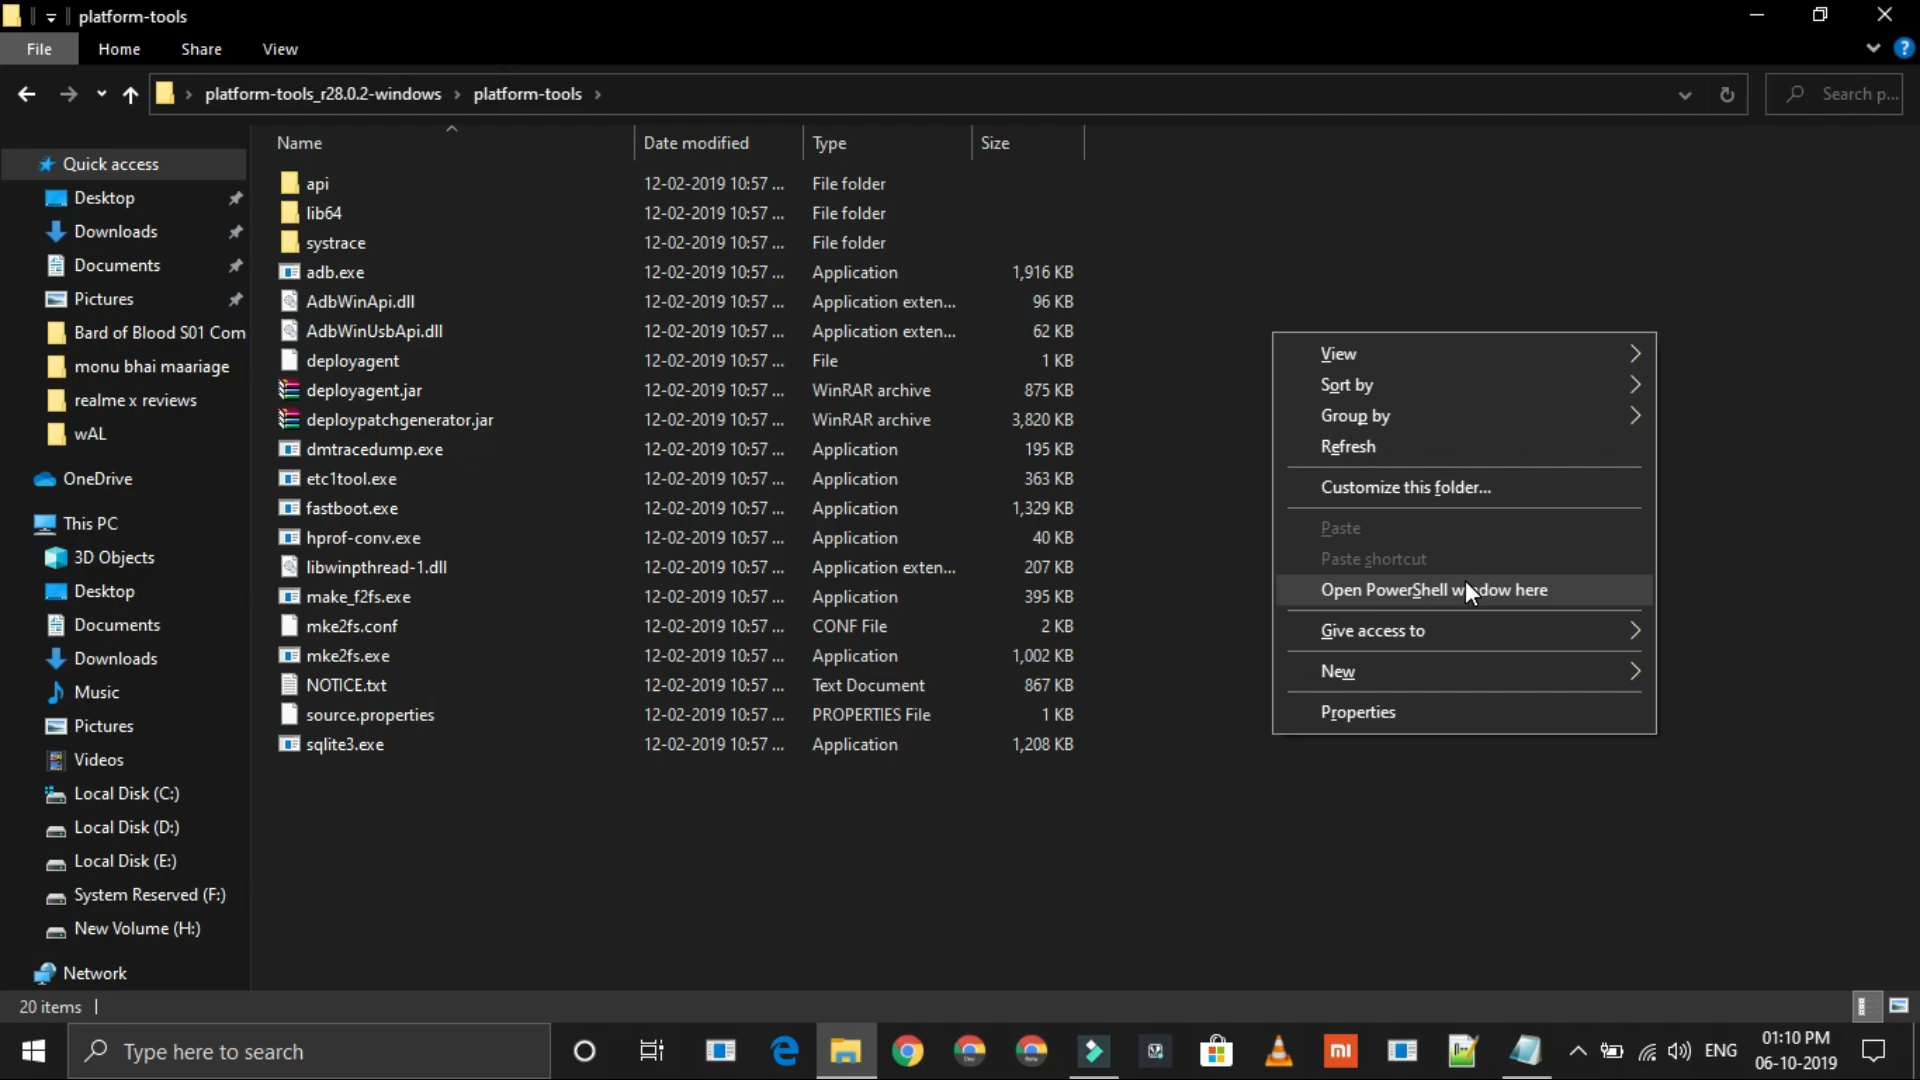 platform-tools
File Home Share View
platform-tools_r28.0.2-windows platform-tools Search p...
Name Date modified Type Size
Quick access
Desktop
Downloads
Documents
Pictures
Bard of Blood S01 Com
monu bhai maariage
realme x reviews
wAL
OneDrive
This PC
3D Objects
Desktop
Documents
Downloads
Music
Pictures
Videos
Local Disk (C:)
Local Disk (D:)
Local Disk (E:)
System Reserved (F:)
New Volume (H:)
Network
api 12-02-2019 10:57 ... File folder
lib64 12-02-2019 10:57 ... File folder
systrace 12-02-2019 10:57 ... File folder
adb.exe 12-02-2019 10:57 ... Application 1,916 KB
AdbWinApi.dll 12-02-2019 10:57 ... Application exten... 96 KB
AdbWinUsbApi.dll 12-02-2019 10:57 ... Application exten... 62 KB
deployagent 12-02-2019 10:57 ... File 1 KB
deployagent.jar 12-02-2019 10:57 ... WinRAR archive 875 KB
deploypatchgenerator.jar 12-02-2019 10:57 ... WinRAR archive 3,820 KB
dmtracedump.exe 12-02-2019 10:57 ... Application 195 KB
etc1tool.exe 12-02-2019 10:57 ... Application 363 KB
fastboot.exe 12-02-2019 10:57 ... Application 1,329 KB
hprof-conv.exe 12-02-2019 10:57 ... Application 40 KB
libwinpthread-1.dll 12-02-2019 10:57 ... Application exten... 207 KB
make_f2fs.exe 12-02-2019 10:57 ... Application 395 KB
mke2fs.conf 12-02-2019 10:57 ... CONF File 2 KB
mke2fs.exe 12-02-2019 10:57 ... Application 1,002 KB
NOTICE.txt 12-02-2019 10:57 ... Text Document 867 KB
source.properties 12-02-2019 10:57 ... PROPERTIES File 1 KB
sqlite3.exe 12-02-2019 10:57 ... Application 1,208 KB
View
Sort by
Group by
Refresh
Customize this folder...
Paste
Paste shortcut
Open PowerShell window here
Give access to
New
Properties
20 items
Type here to search
Dev
Beta
mi
ENG
01:10 PM
06-10-2019